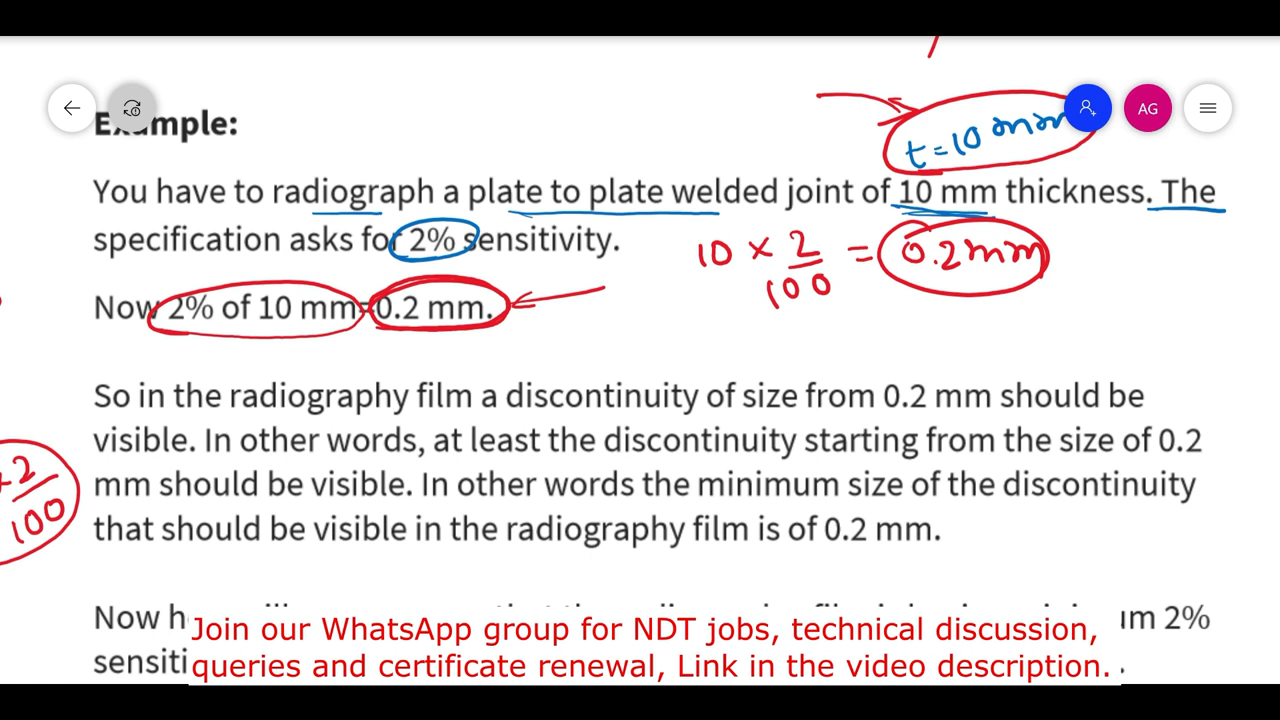 Example:
t = 10 mm
AG
You have to radiograph a plate to plate welded joint of 10 mm thickness. The
specification asks for 2% sensitivity.
10 × 2/100 = 0.2mm
Now 2% of 10 mm=0.2 mm.
So in the radiography film a discontinuity of size from 0.2 mm should be
visible. In other words, at least the discontinuity starting from the size of 0.2
mm should be visible. In other words the minimum size of the discontinuity
× 2/100
that should be visible in the radiography film is of 0.2 mm.
Now 2%
Join our WhatsApp group for NDT jobs, technical discussion,
queries and certificate renewal, Link in the video description.